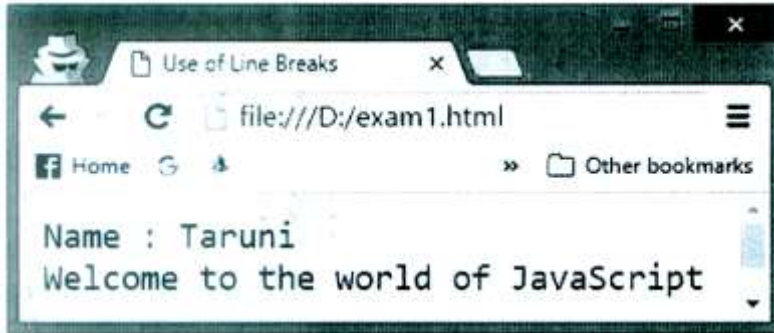 Use of Line Breaks
file:///D:/exam1.html
Home
Other bookmarks
Name : Taruni
Welcome to the world of JavaScript